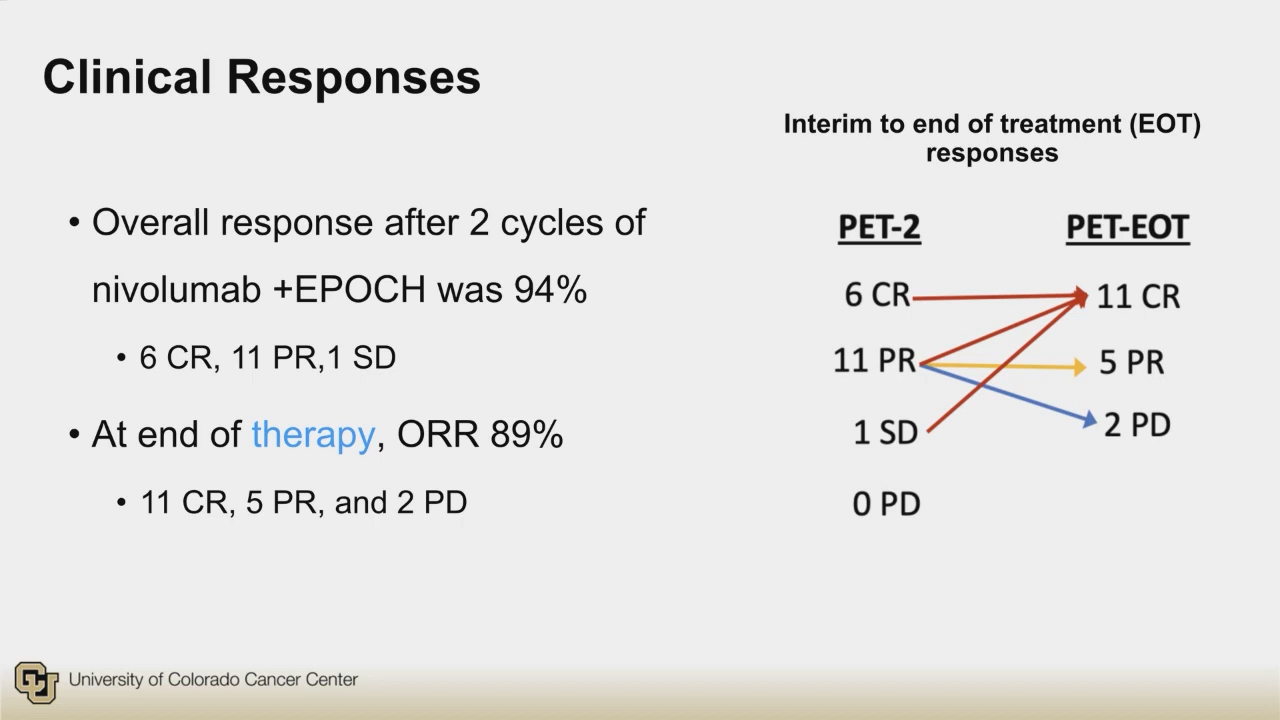 Clinical Responses
Interim to end of treatment (EOT)
responses
• Overall response after 2 cycles of
nivolumab +EPOCH was 94%
• 6 CR, 11 PR,1 SD
• At end of therapy, ORR 89%
• 11 CR, 5 PR, and 2 PD
PET-2
PET-EOT
6 CR
11 CR
11 PR
5 PR
1 SD
2 PD
0 PD
CU University of Colorado Cancer Center